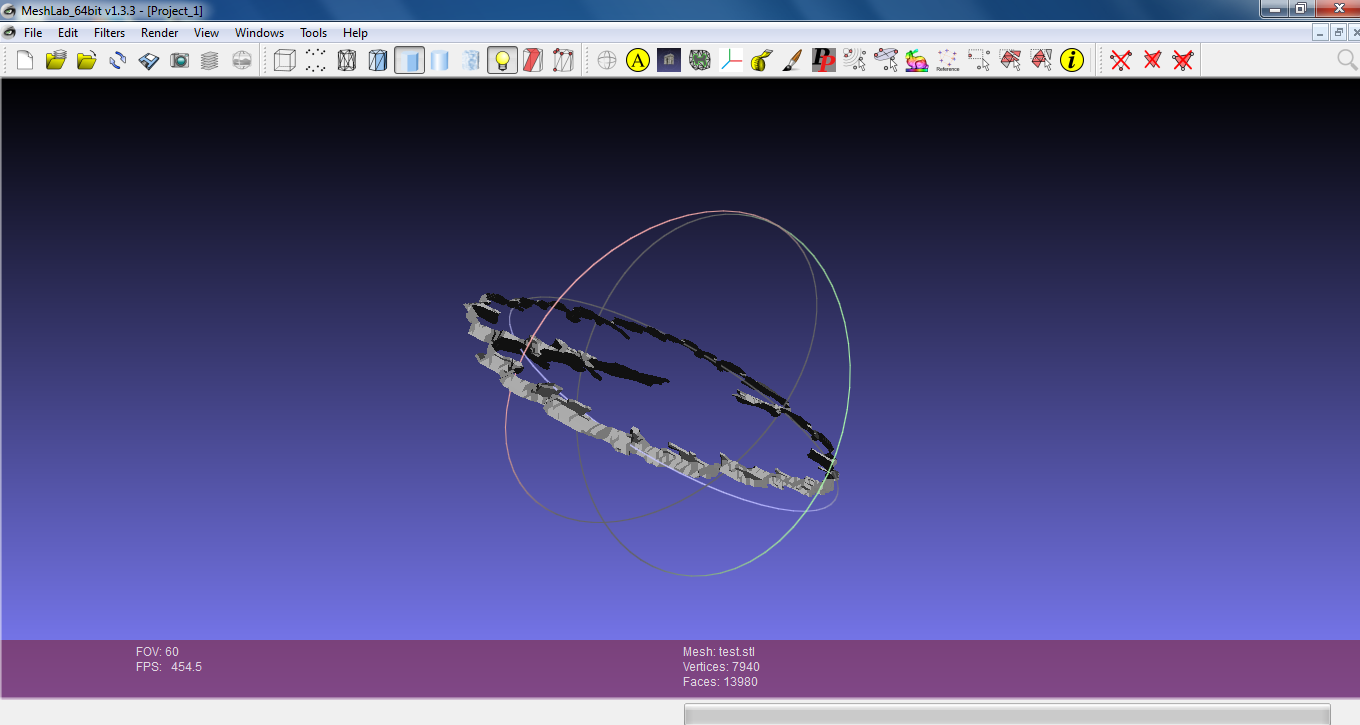 MeshLab_64bit v1.3.3 - [Project_1]
File Edit Filters Render View Windows Tools Help
A
PP
Reference
i
FOV: 60
FPS: 454.5
Mesh: test.stl
Vertices: 7940
Faces: 13980